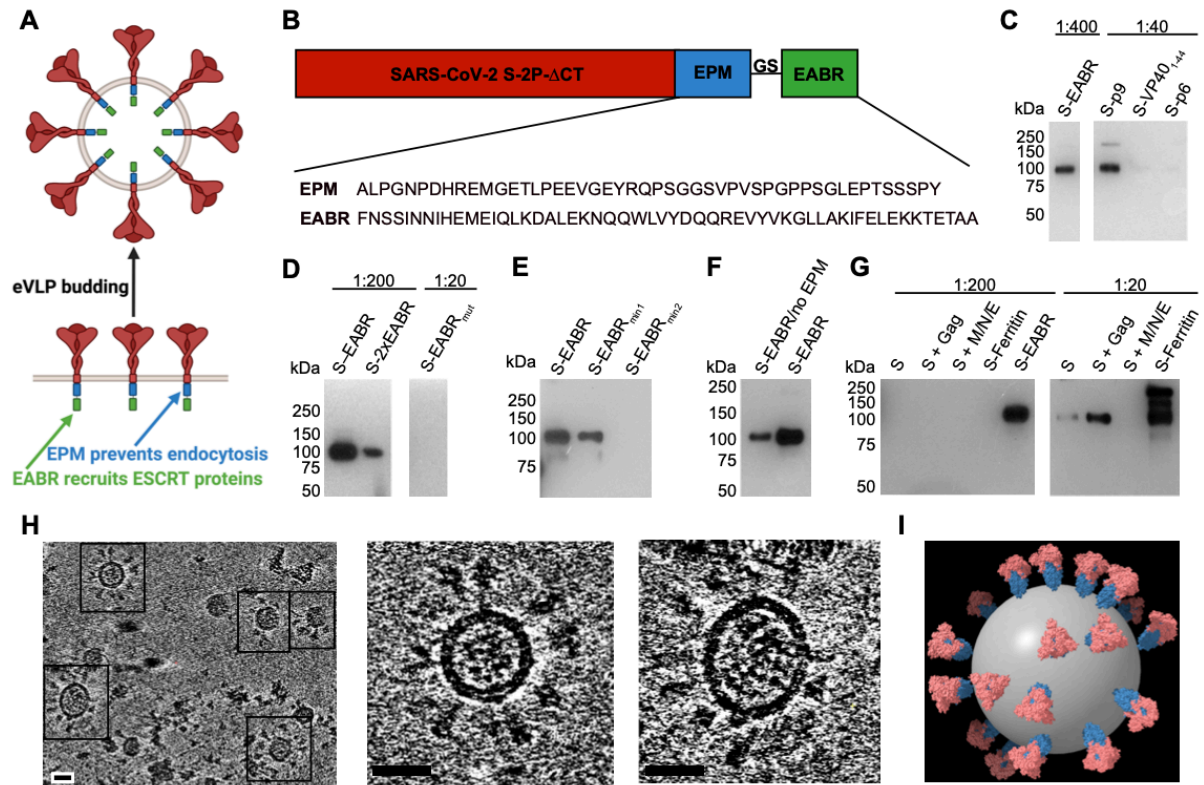 A
eVLP budding
EPM prevents endocytosis
EABR recruits ESCRT proteins
B
SARS-CoV-2 S-2P-ΔCT
EPM
GS
EABR
EPM ALPGNPDHREMGETLPEEVGEYRQPSGGSVPVSPGPPSGLEPTSSSPY
EABR FNSSINNIHEMEIQLKDALEKNQQWLVYDQQREVYVKGLLAKIFELEKKTETAA
C
1:400 1:40
S-EABR S-p9 S-VP40₁₋₄₄ S-p6
kDa
250
150
100
75
50
D
1:200 1:20
S–EABR S-2xEABR S-EABRmut
kDa
250
150
100
75
50
E
S-EABR S-EABRmin1 S-EABRmin2
kDa
250
150
100
75
F
S-EABR/no EPM S-EABR
kDa
250
150
100
75
50
G
1:200 1:20
S S + Gag S + M/N/E S-Ferritin S-EABR S S + Gag S + M/N/E S-Ferritin
kDa
250
150
100
75
50
H
I